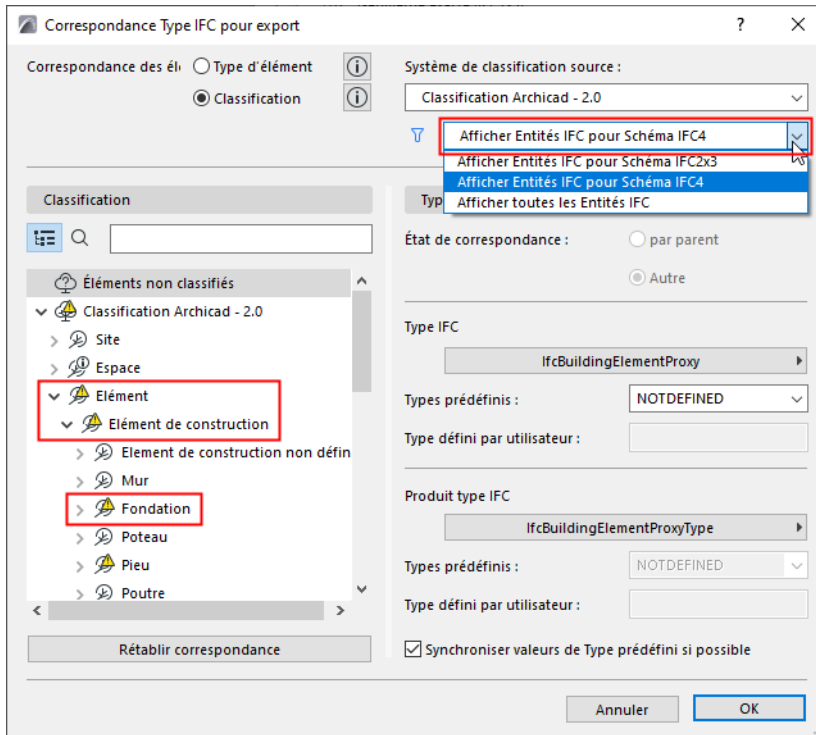 Correspondance Type IFC pour export
?
Correspondance des élé
Type d'élément
Classification
Système de classification source :
Classification Archicad - 2.0
Afficher Entités IFC pour Schéma IFC4
Afficher Entités IFC pour Schéma IFC2x3
Afficher Entités IFC pour Schéma IFC4
Afficher toutes les Entités IFC
Classification
Éléments non classifiés
Classification Archicad - 2.0
Site
Espace
Elément
Elément de construction
Element de construction non défin
Mur
Fondation
Poteau
Pieu
Poutre
Rétablir correspondance
Typ
État de correspondance :
par parent
Autre
Type IFC
IfcBuildingElementProxy
Types prédéfinis :
NOTDEFINED
Type défini par utilisateur :
Produit type IFC
IfcBuildingElementProxyType
Types prédéfinis :
NOTDEFINED
Type défini par utilisateur :
Synchroniser valeurs de Type prédéfini si possible
Annuler
OK